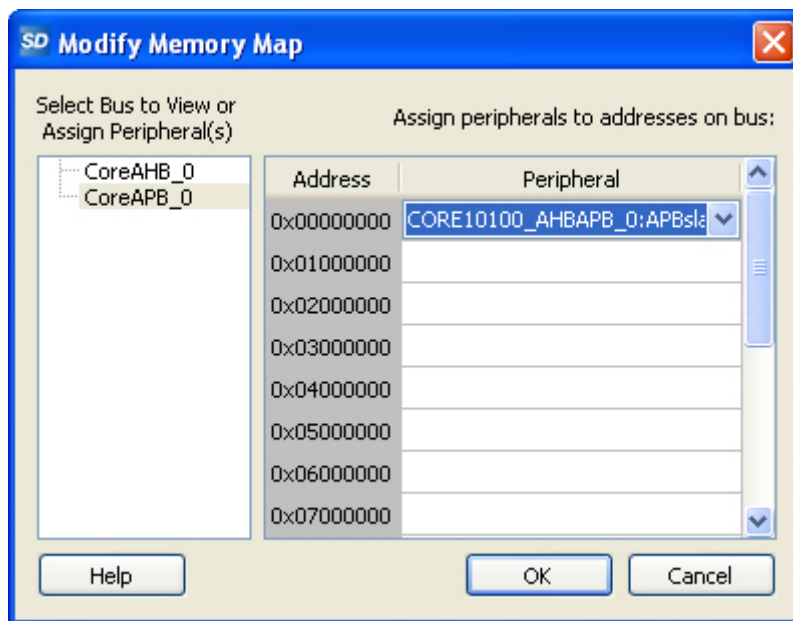 SD Modify Memory Map
Select Bus to View or
Assign Peripheral(s)
Assign peripherals to addresses on bus:
CoreAHB_0
CoreAPB_0
Address Peripheral
0x00000000 CORE10100_AHBAPB_0:APBsla
0x01000000
0x02000000
0x03000000
0x04000000
0x05000000
0x06000000
0x07000000
Help OK Cancel